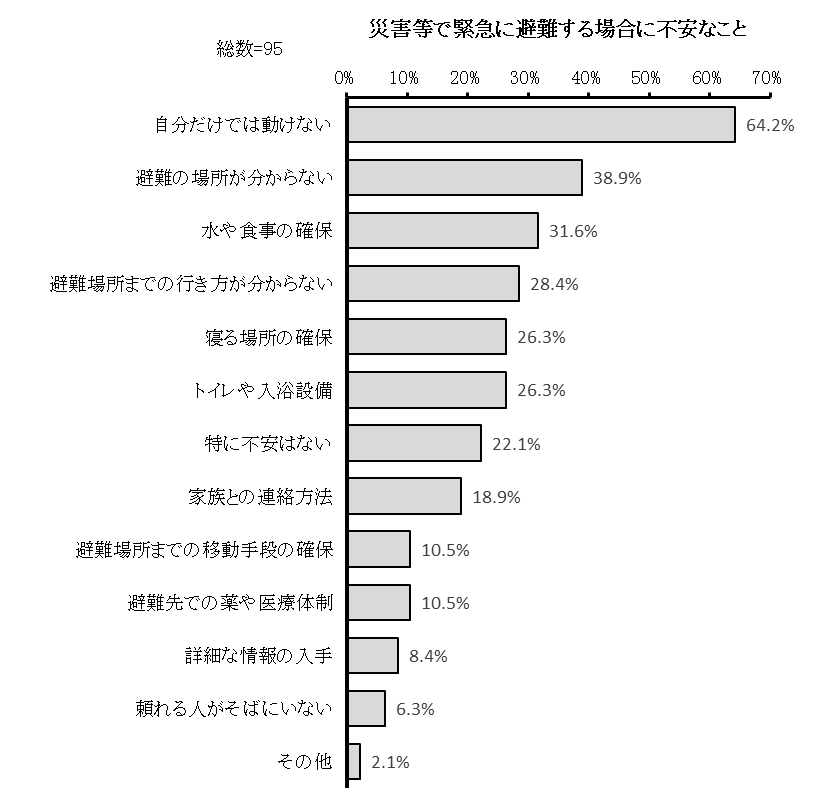 災害等で緊急に避難する場合に不安なこと
総数=95
0% 10% 20% 30% 40% 50% 60% 70%
自分だけでは動けない 64.2%
避難の場所が分からない 38.9%
水や食事の確保 31.6%
避難場所までの行き方が分からない 28.4%
寝る場所の確保 26.3%
トイレや入浴設備 26.3%
特に不安はない 22.1%
家族との連絡方法 18.9%
避難場所までの移動手段の確保 10.5%
避難先での薬や医療体制 10.5%
詳細な情報の入手 8.4%
頼れる人がそばにいない 6.3%
その他 2.1%